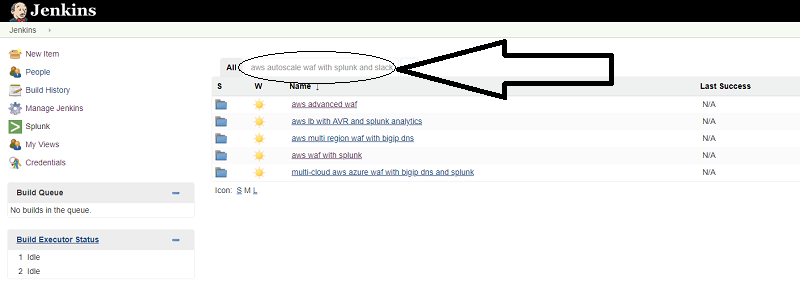 Jenkins
Jenkins ›
New Item
People
Build History
Manage Jenkins
Splunk
My Views
Credentials
Build Queue
No builds in the queue.
Build Executor Status
1 Idle
2 Idle
All aws autoscale waf with splunk and slack
S W Name ↓ Last Success
aws advanced waf N/A
aws lb with AVR and splunk analytics N/A
aws multi region waf with bigip dns N/A
aws waf with splunk N/A
multi-cloud aws azure waf with bigip dns and splunk N/A
Icon: S M L